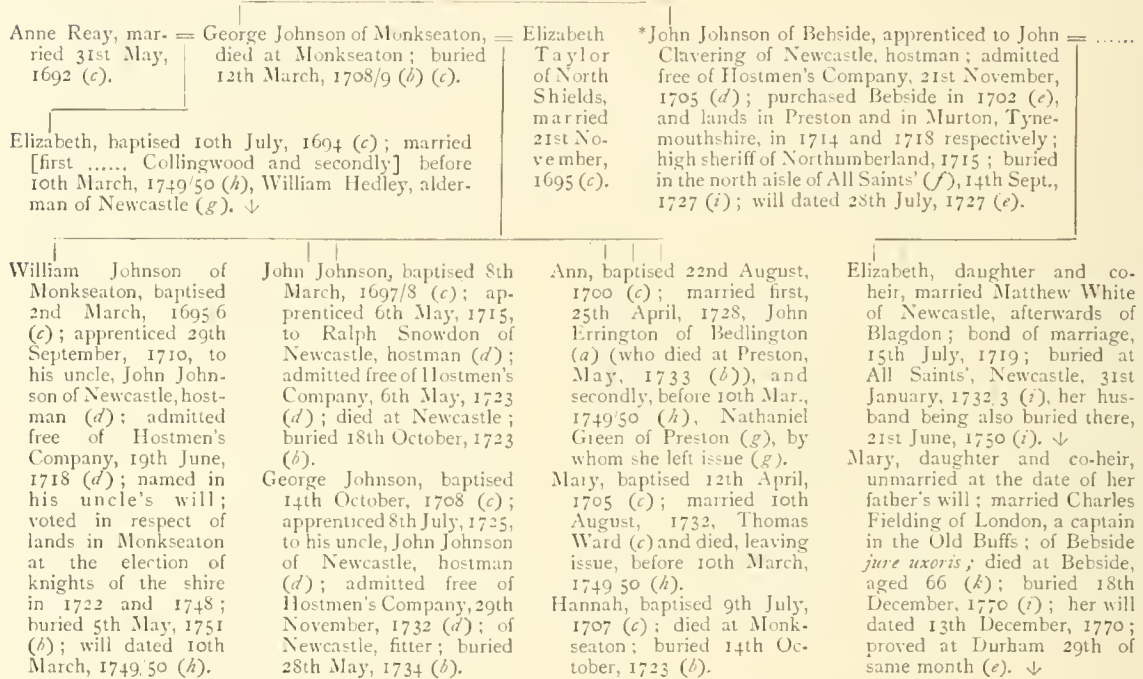 Anne Reay, mar-
ried 31st May,
1692 (c).
= George Johnson of Monkseaton, =
died at Monkseaton; buried
12th March, 1708/9 (b) (c).
Elizabeth
Taylor
of North
Shields,
married
21st No-
vember,
1695 (c).
*John Johnson of Bebside, apprenticed to John = ......
Clavering of Newcastle, hostman; admitted
free of Hostmen's Company, 21st November,
1705 (d); purchased Bebside in 1702 (e),
and lands in Preston and in Murton, Tyne-
mouthshire, in 1714 and 1718 respectively;
high sheriff of Northumberland, 1715; buried
in the north aisle of All Saints' (f), 14th Sept.,
1727 (i); will dated 28th July, 1727 (e).
Elizabeth, baptised 10th July, 1694 (c); married
[first ...... Collingwood and secondly] before
10th March, 1749/50 (h), William Hedley, alder-
man of Newcastle (g). ↓
William Johnson of
Monkseaton, baptised
2nd March, 1695 6
(c); apprenticed 29th
September, 1710, to
his uncle, John John-
son of Newcastle, host-
man (d); admitted
free of Hostmen's
Company, 19th June,
1718 (d); named in
his uncle's will;
voted in respect of
lands in Monkseaton
at the election of
knights of the shire
in 1722 and 1748;
buried 5th May, 1751
(b); will dated 10th
March, 1749/50 (h).
John Johnson, baptised 8th
March, 1697/8 (c); ap-
prenticed 6th May, 1715,
to Ralph Snowdon of
Newcastle, hostman (d);
admitted free of Hostmen's
Company, 6th May, 1723
(d); died at Newcastle;
buried 18th October, 1723
(b).
George Johnson, baptised
14th October, 1708 (c);
apprenticed 8th July, 1725,
to his uncle, John Johnson
of Newcastle, hostman
(d); admitted free of
Hostmen's Company, 29th
November, 1732 (d); of
Newcastle, fitter; buried
28th May, 1734 (b).
Ann, baptised 22nd August,
1700 (c); married first,
25th April, 1728, John
Errington of Bedlington
(a) (who died at Preston,
May, 1733 (b)), and
secondly, before 10th Mar.,
1749/50 (h), Nathaniel
Green of Preston (g), by
whom she left issue (g).
Mary, baptised 12th April,
1705 (c); married 10th
August, 1732, Thomas
Ward (c) and died, leaving
issue, before 10th March,
1749 50 (h).
Hannah, baptised 9th July,
1707 (c); died at Monk-
seaton; buried 14th Oc-
tober, 1723 (b).
Elizabeth, daughter and co-
heir, married Matthew White
of Newcastle, afterwards of
Blagdon; bond of marriage,
15th July, 1719; buried at
All Saints', Newcastle, 31st
January, 1732 3 (i), her hus-
band being also buried there,
21st June, 1750 (i). ↓
Mary, daughter and co-heir,
unmarried at the date of her
father's will; married Charles
Fielding of London, a captain
in the Old Buffs; of Bebside
jure uxoris; died at Bebside,
aged 66 (k); buried 18th
December, 1770 (i); her will
dated 13th December, 1770;
proved at Durham 29th of
same month (e). ↓